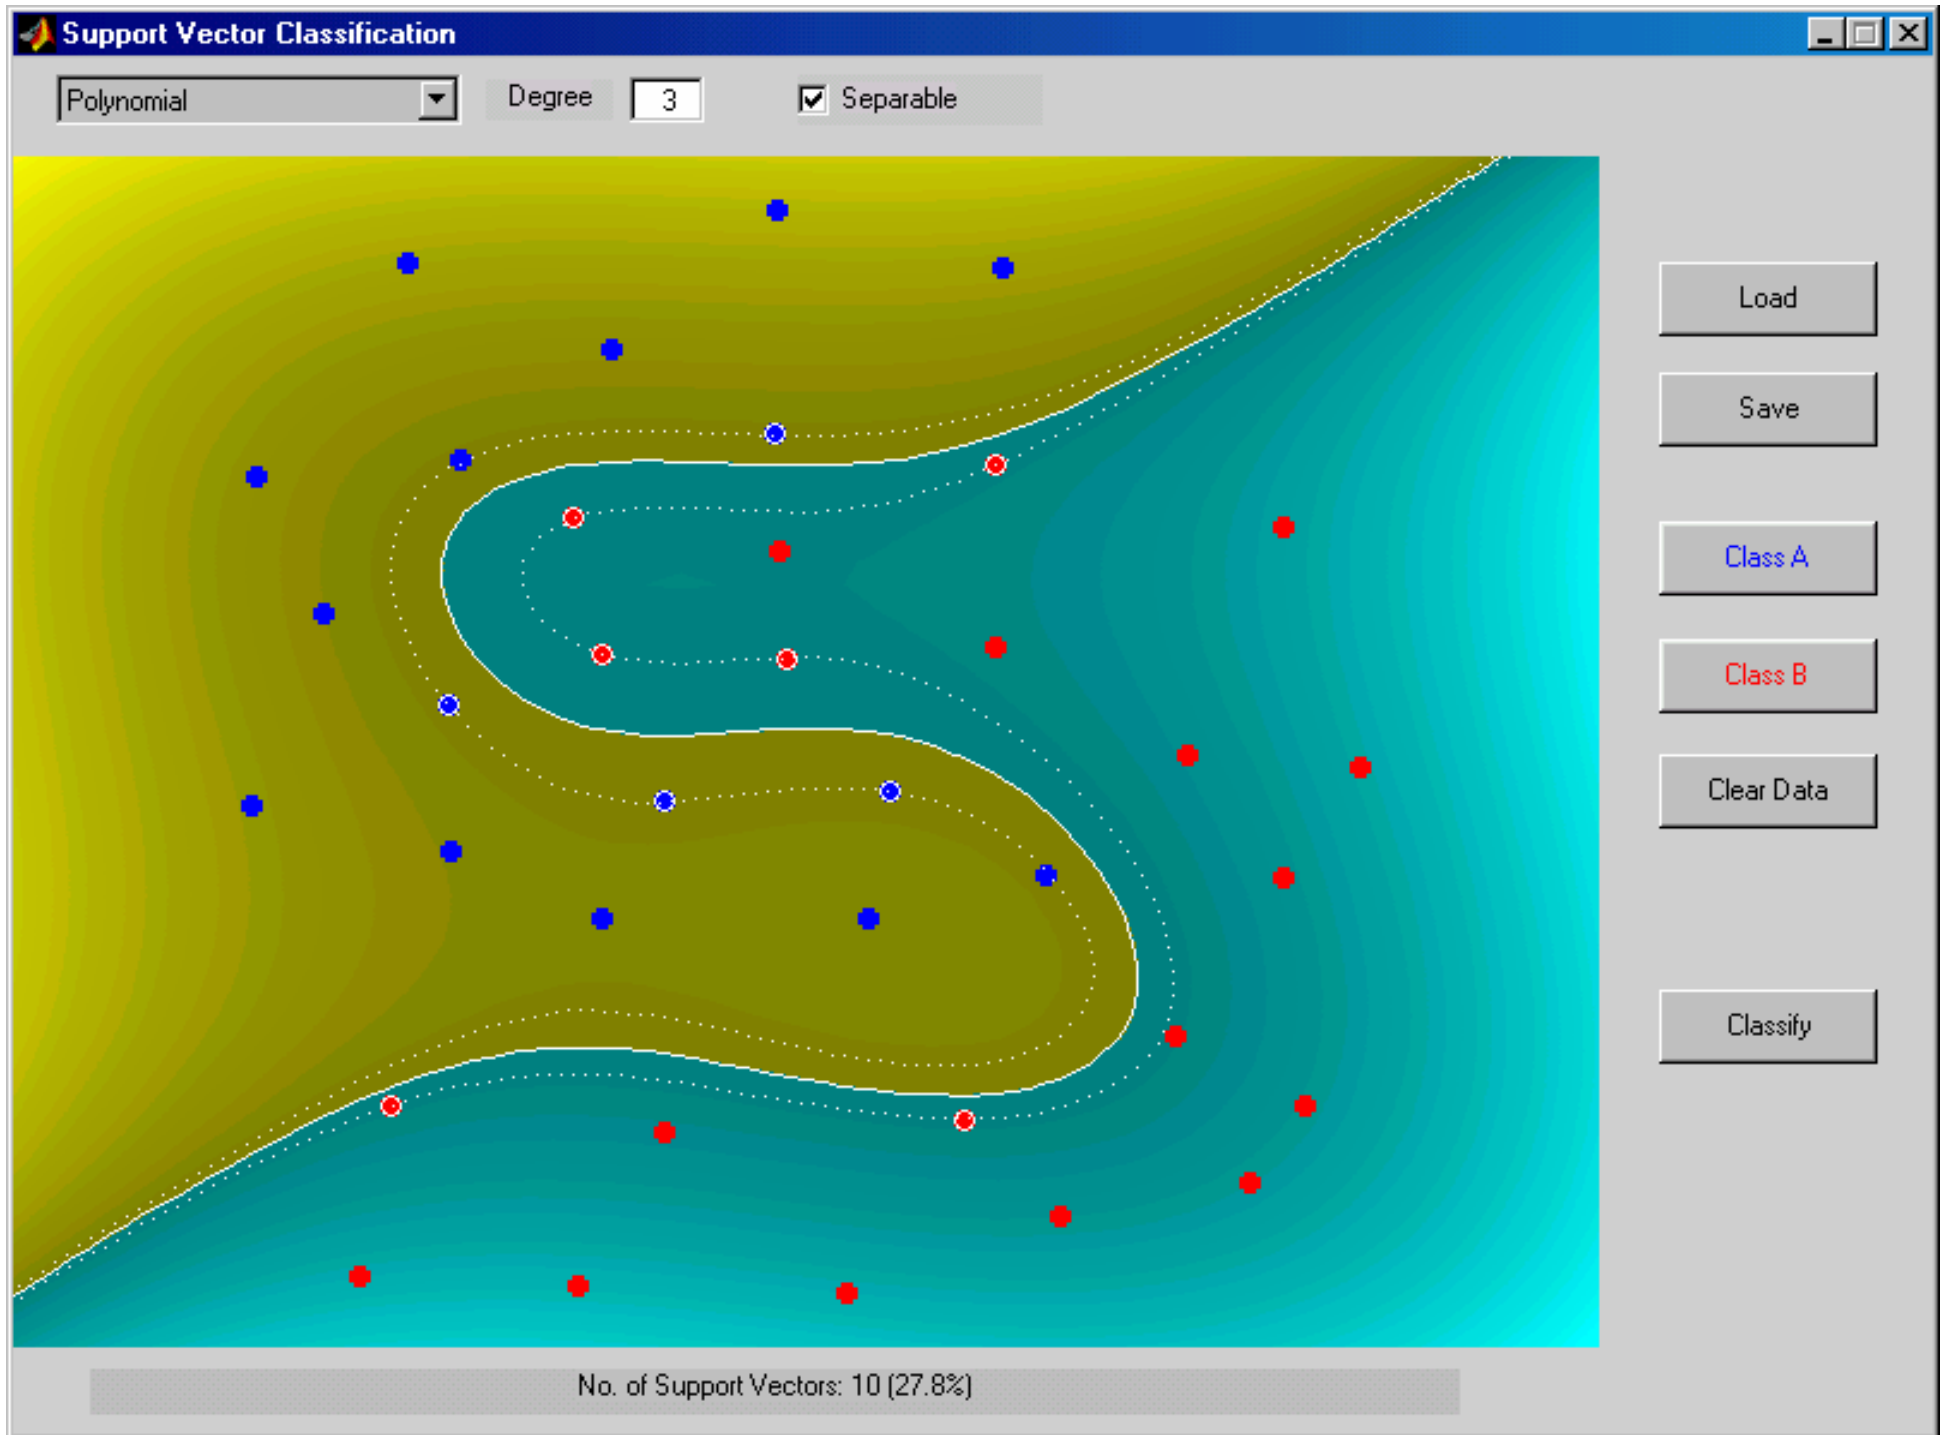 Support Vector Classification
Polynomial Degree 3 Separable
Load
Save
Class A
Class B
Clear Data
Classify
No. of Support Vectors: 10 (27.8%)